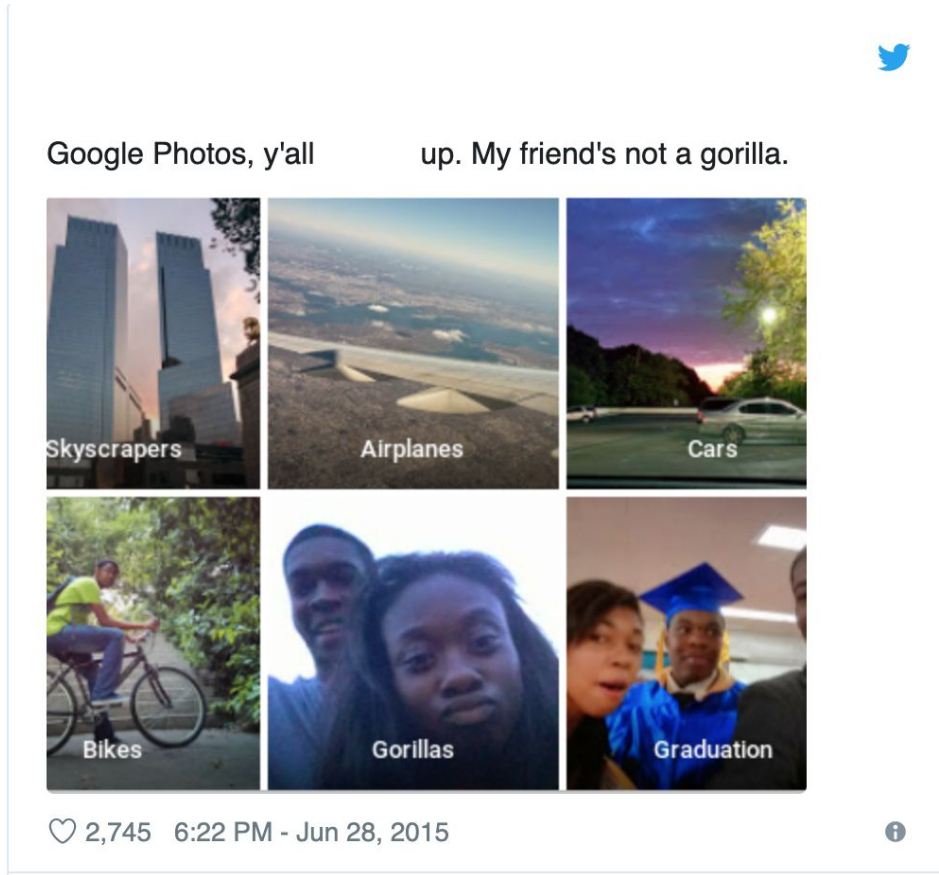 Google Photos, y'all up. My friend's not a gorilla.
Skyscrapers
Airplanes
Cars
Bikes
Gorillas
Graduation
2,745 6:22 PM - Jun 28, 2015